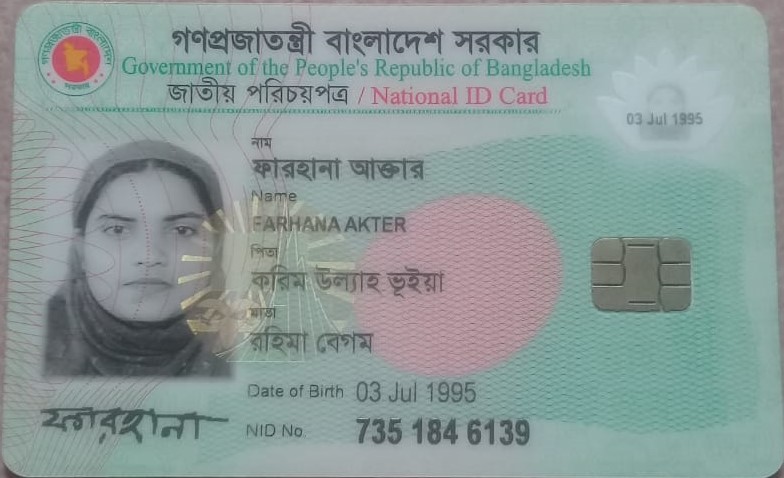 গণপ্রজাতন্ত্রী বাংলাদেশ সরকার
Government of the People's Republic of Bangladesh
জাতীয় পরিচয়পত্র / National ID Card
03 Jul 1995
নাম
ফারহানা আক্তার
Name
FARHANA AKTER
পিতা
করিম উল্যাহ ভূইয়া
মাতা
রহিমা বেগম
Date of Birth 03 Jul 1995
ফারহানা
NID No. 735 184 6139